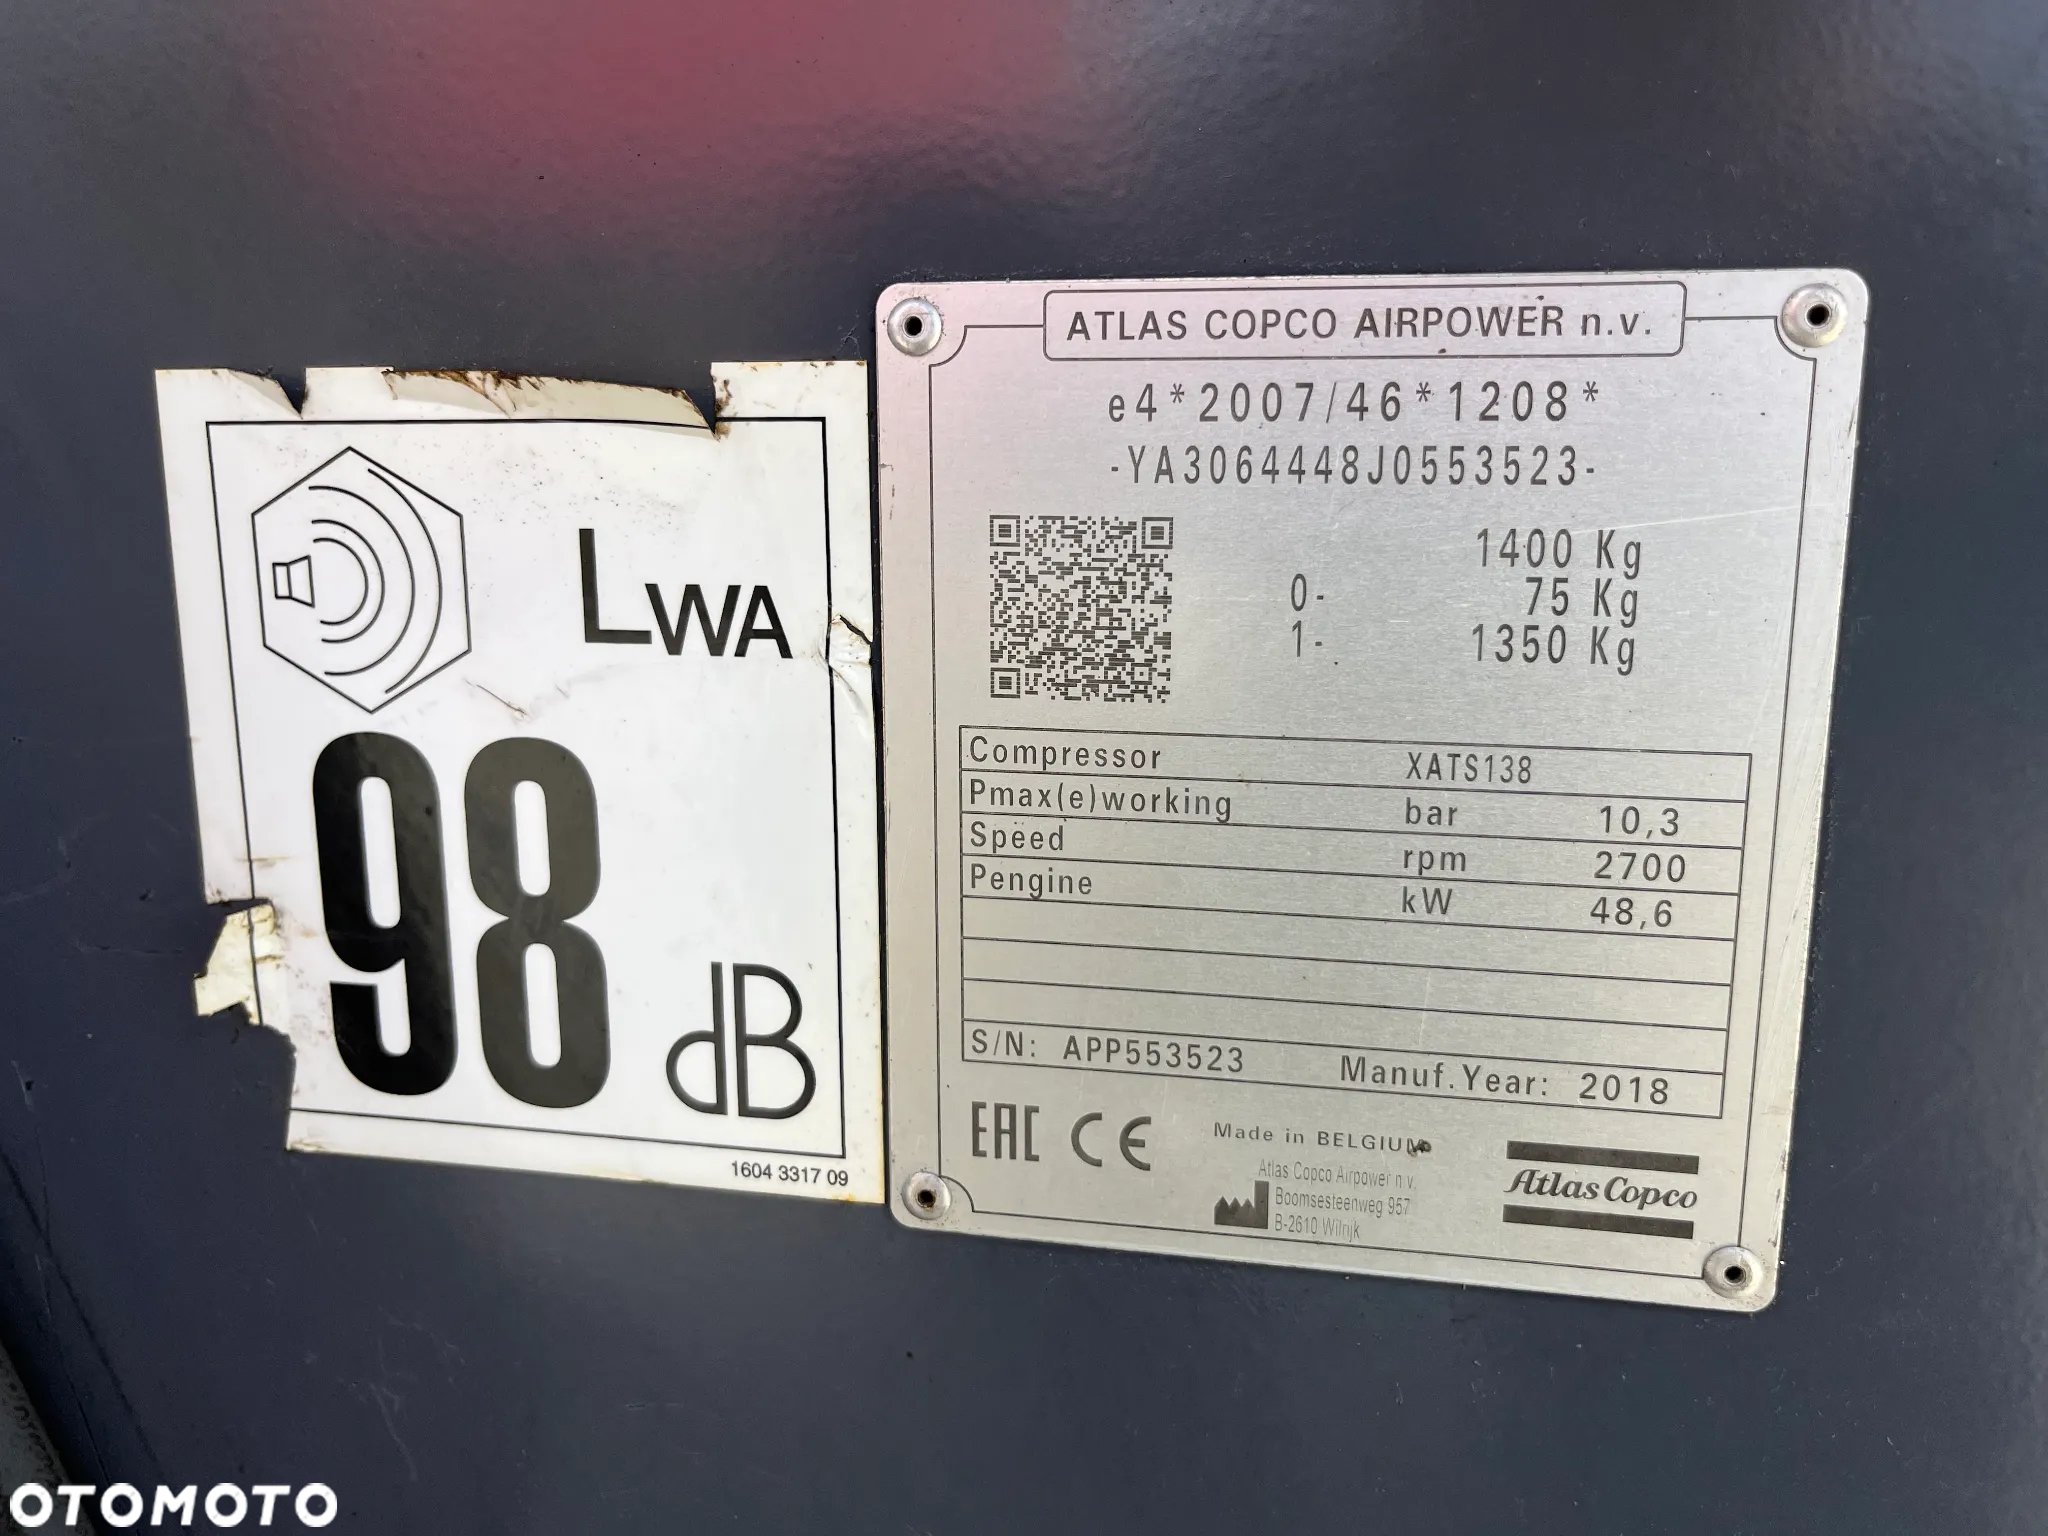 LWA
98 dB
1604 3317 09
ATLAS COPCO AIRPOWER n.v.
e4*2007/46*1208*
-YA3064448J0553523-
1400 Kg
0- 75 Kg
1- 1350 Kg
Compressor XATS138
Pmax(e)working bar 10,3
Speed rpm 2700
Pengine kW 48,6
S/N: APP553523 Manuf.Year: 2018
EAC CE Made in BELGIUM
Atlas Copco Airpower n v.
Boomsesteenweg 957
B-2610 Wilrijk
Atlas Copco
OTOMOTO